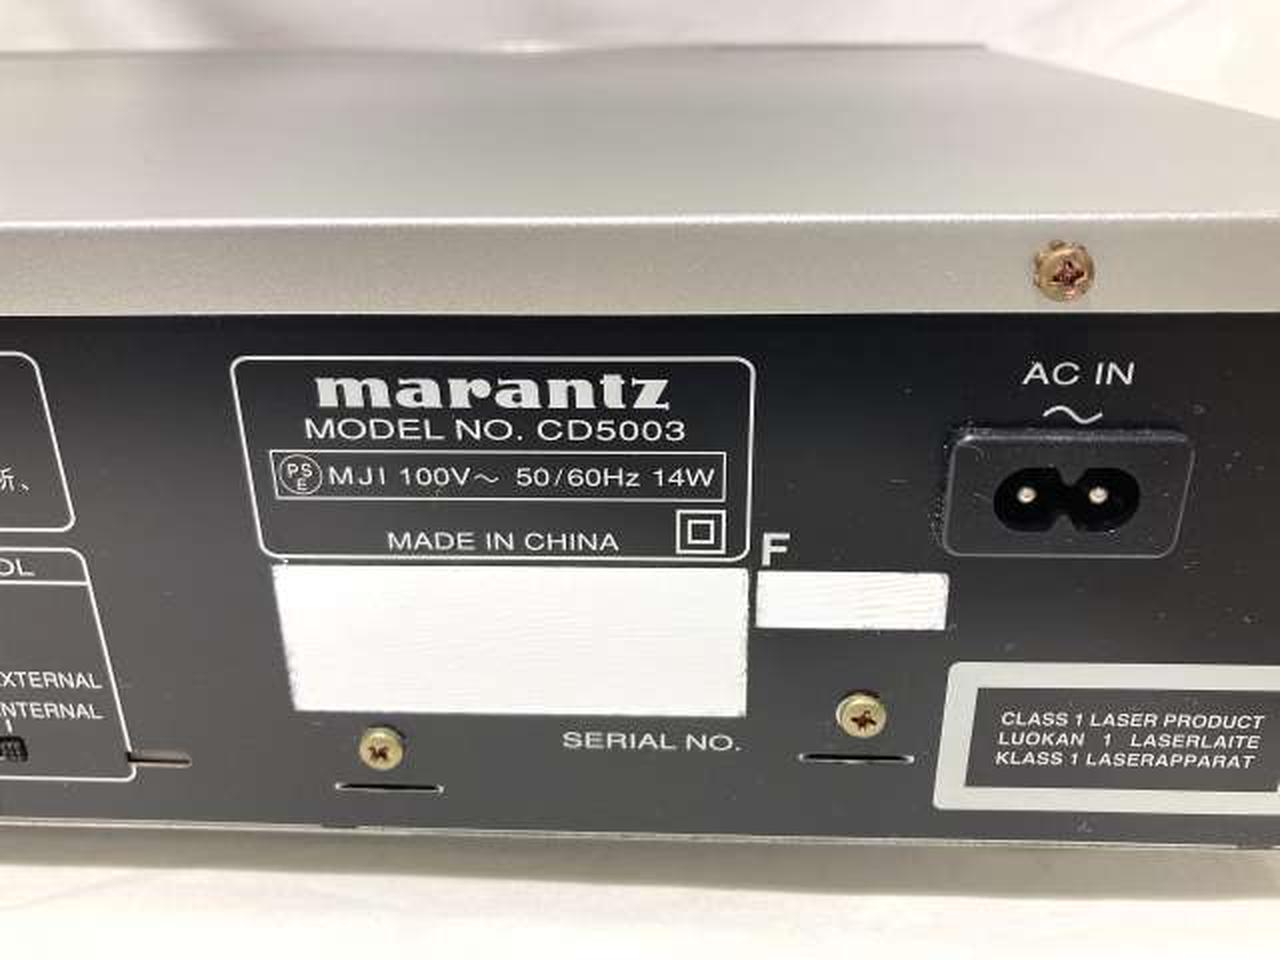 marantz
MODEL NO. CD5003
PS
E
MJI 100V~ 50/60Hz 14W
MADE IN CHINA
F
SERIAL NO.
AC IN
~
CLASS 1 LASER PRODUCT
LUOKAN 1 LASERLAITE
KLASS 1 LASERAPPARAT
OL
XTERNAL
NTERNAL